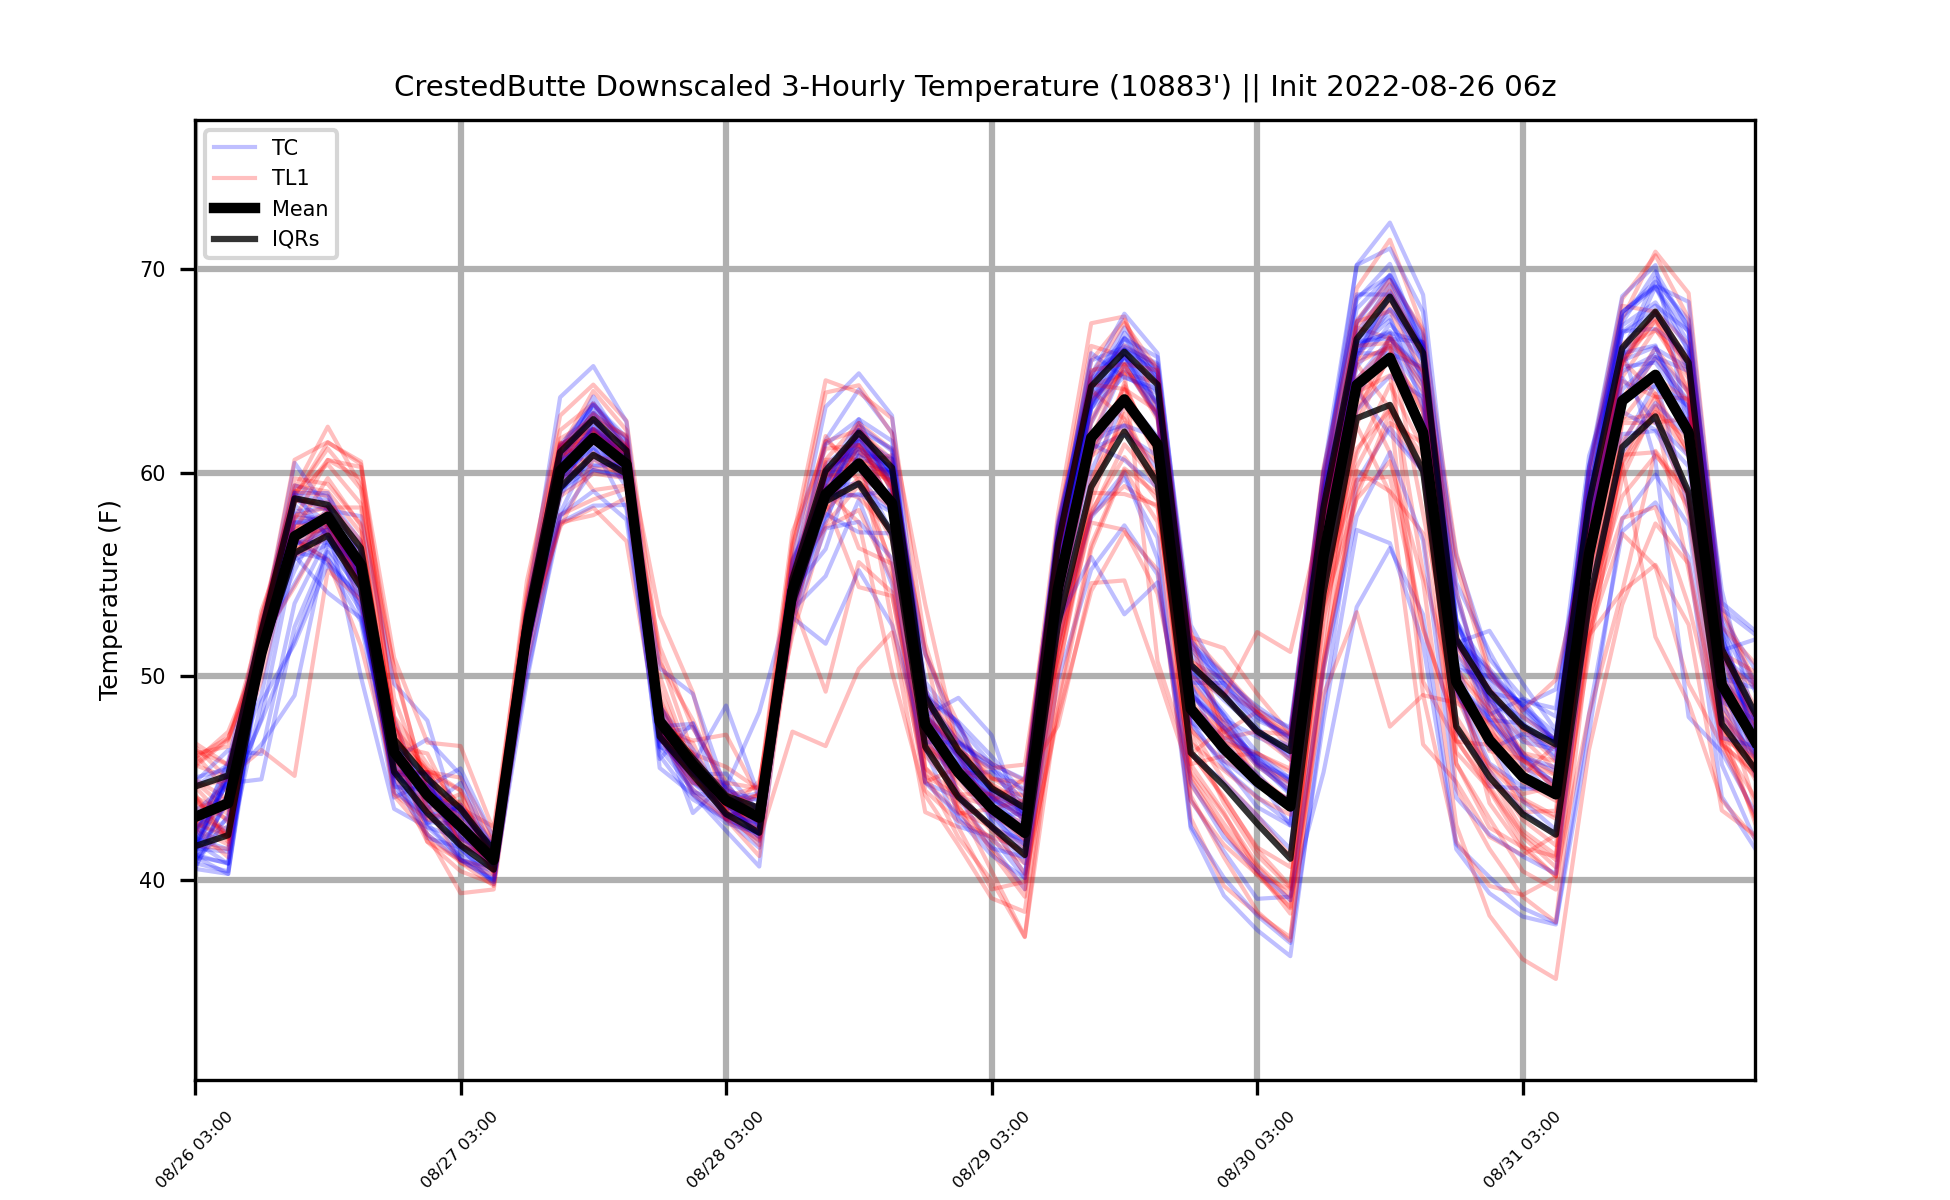 CrestedButte Downscaled 3-Hourly Temperature (10883') || Init 2022-08-26 06z
TC
TL1
Mean
IQRs
Temperature (F)
70
60
50
40
08/26 03:00
08/27 03:00
08/28 03:00
08/29 03:00
08/30 03:00
08/31 03:00